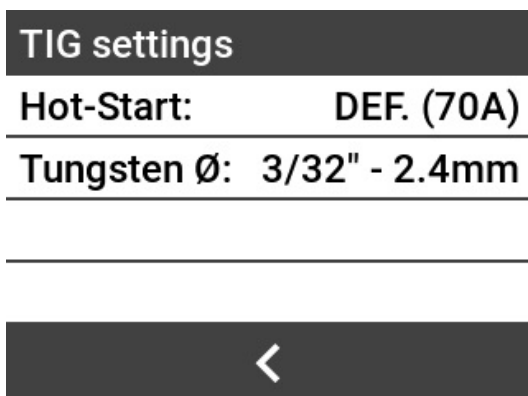 TIG settings
Hot-Start: DEF. (70A)
Tungsten Ø: 3/32" - 2.4mm